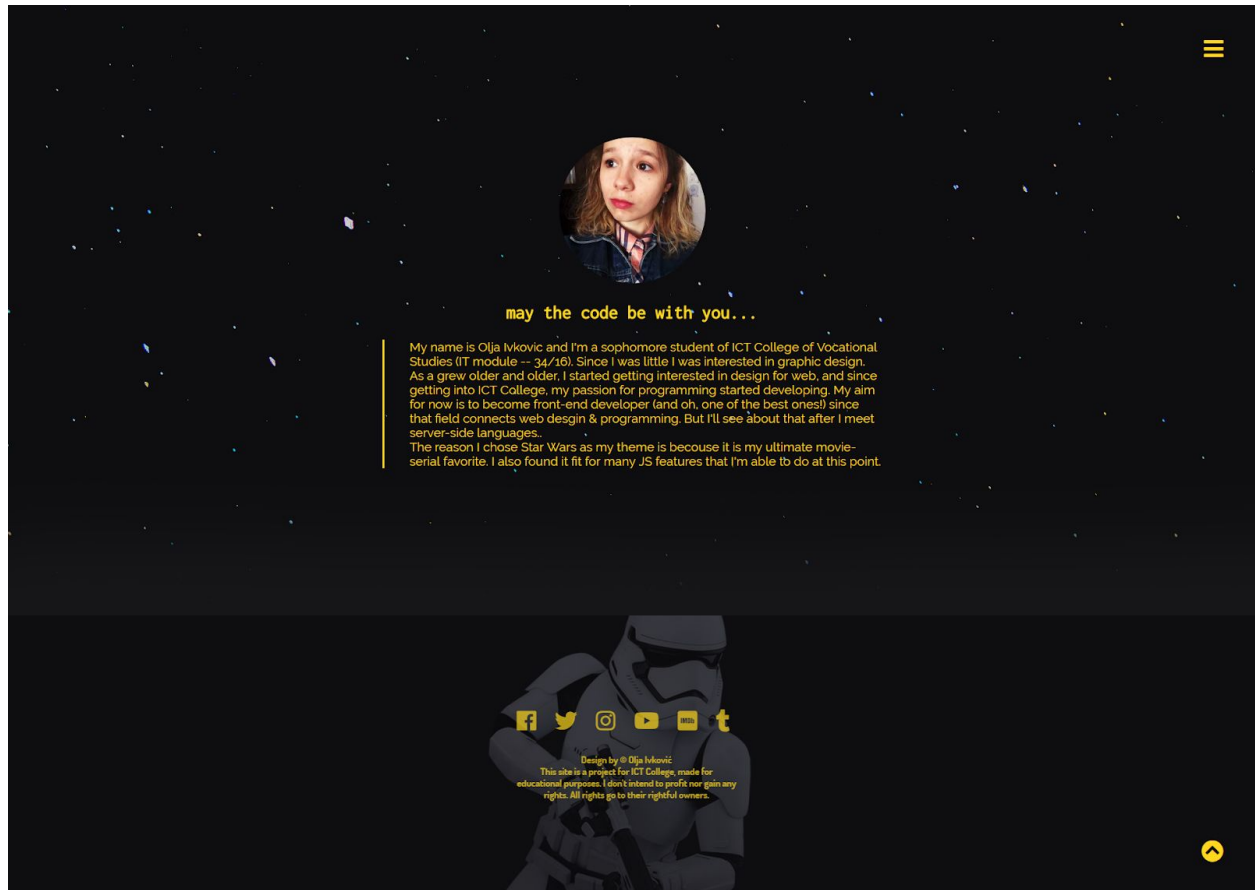 may the code be with you...
My name is Olja Ivkovic and I'm a sophomore student of ICT College of Vocational
Studies (IT module -- 34/16). Since I was little I was interested in graphic design.
As a grew older and older, I started getting interested in design for web, and since
getting into ICT College, my passion for programming started developing. My aim
for now is to become front-end developer (and oh, one of the best ones!) since
that field connects web desgin & programming. But I'll see about that after I meet
server-side languages..
The reason I chose Star Wars as my theme is becouse it is my ultimate movie-
serial favorite. I also found it fit for many JS features that I'm able to do at this point.
IMDb
Design by © Olja Ivković
This site is a project for ICT College, made for
educational purposes. I don't intend to profit nor gain any
rights. All rights go to their rightful owners.